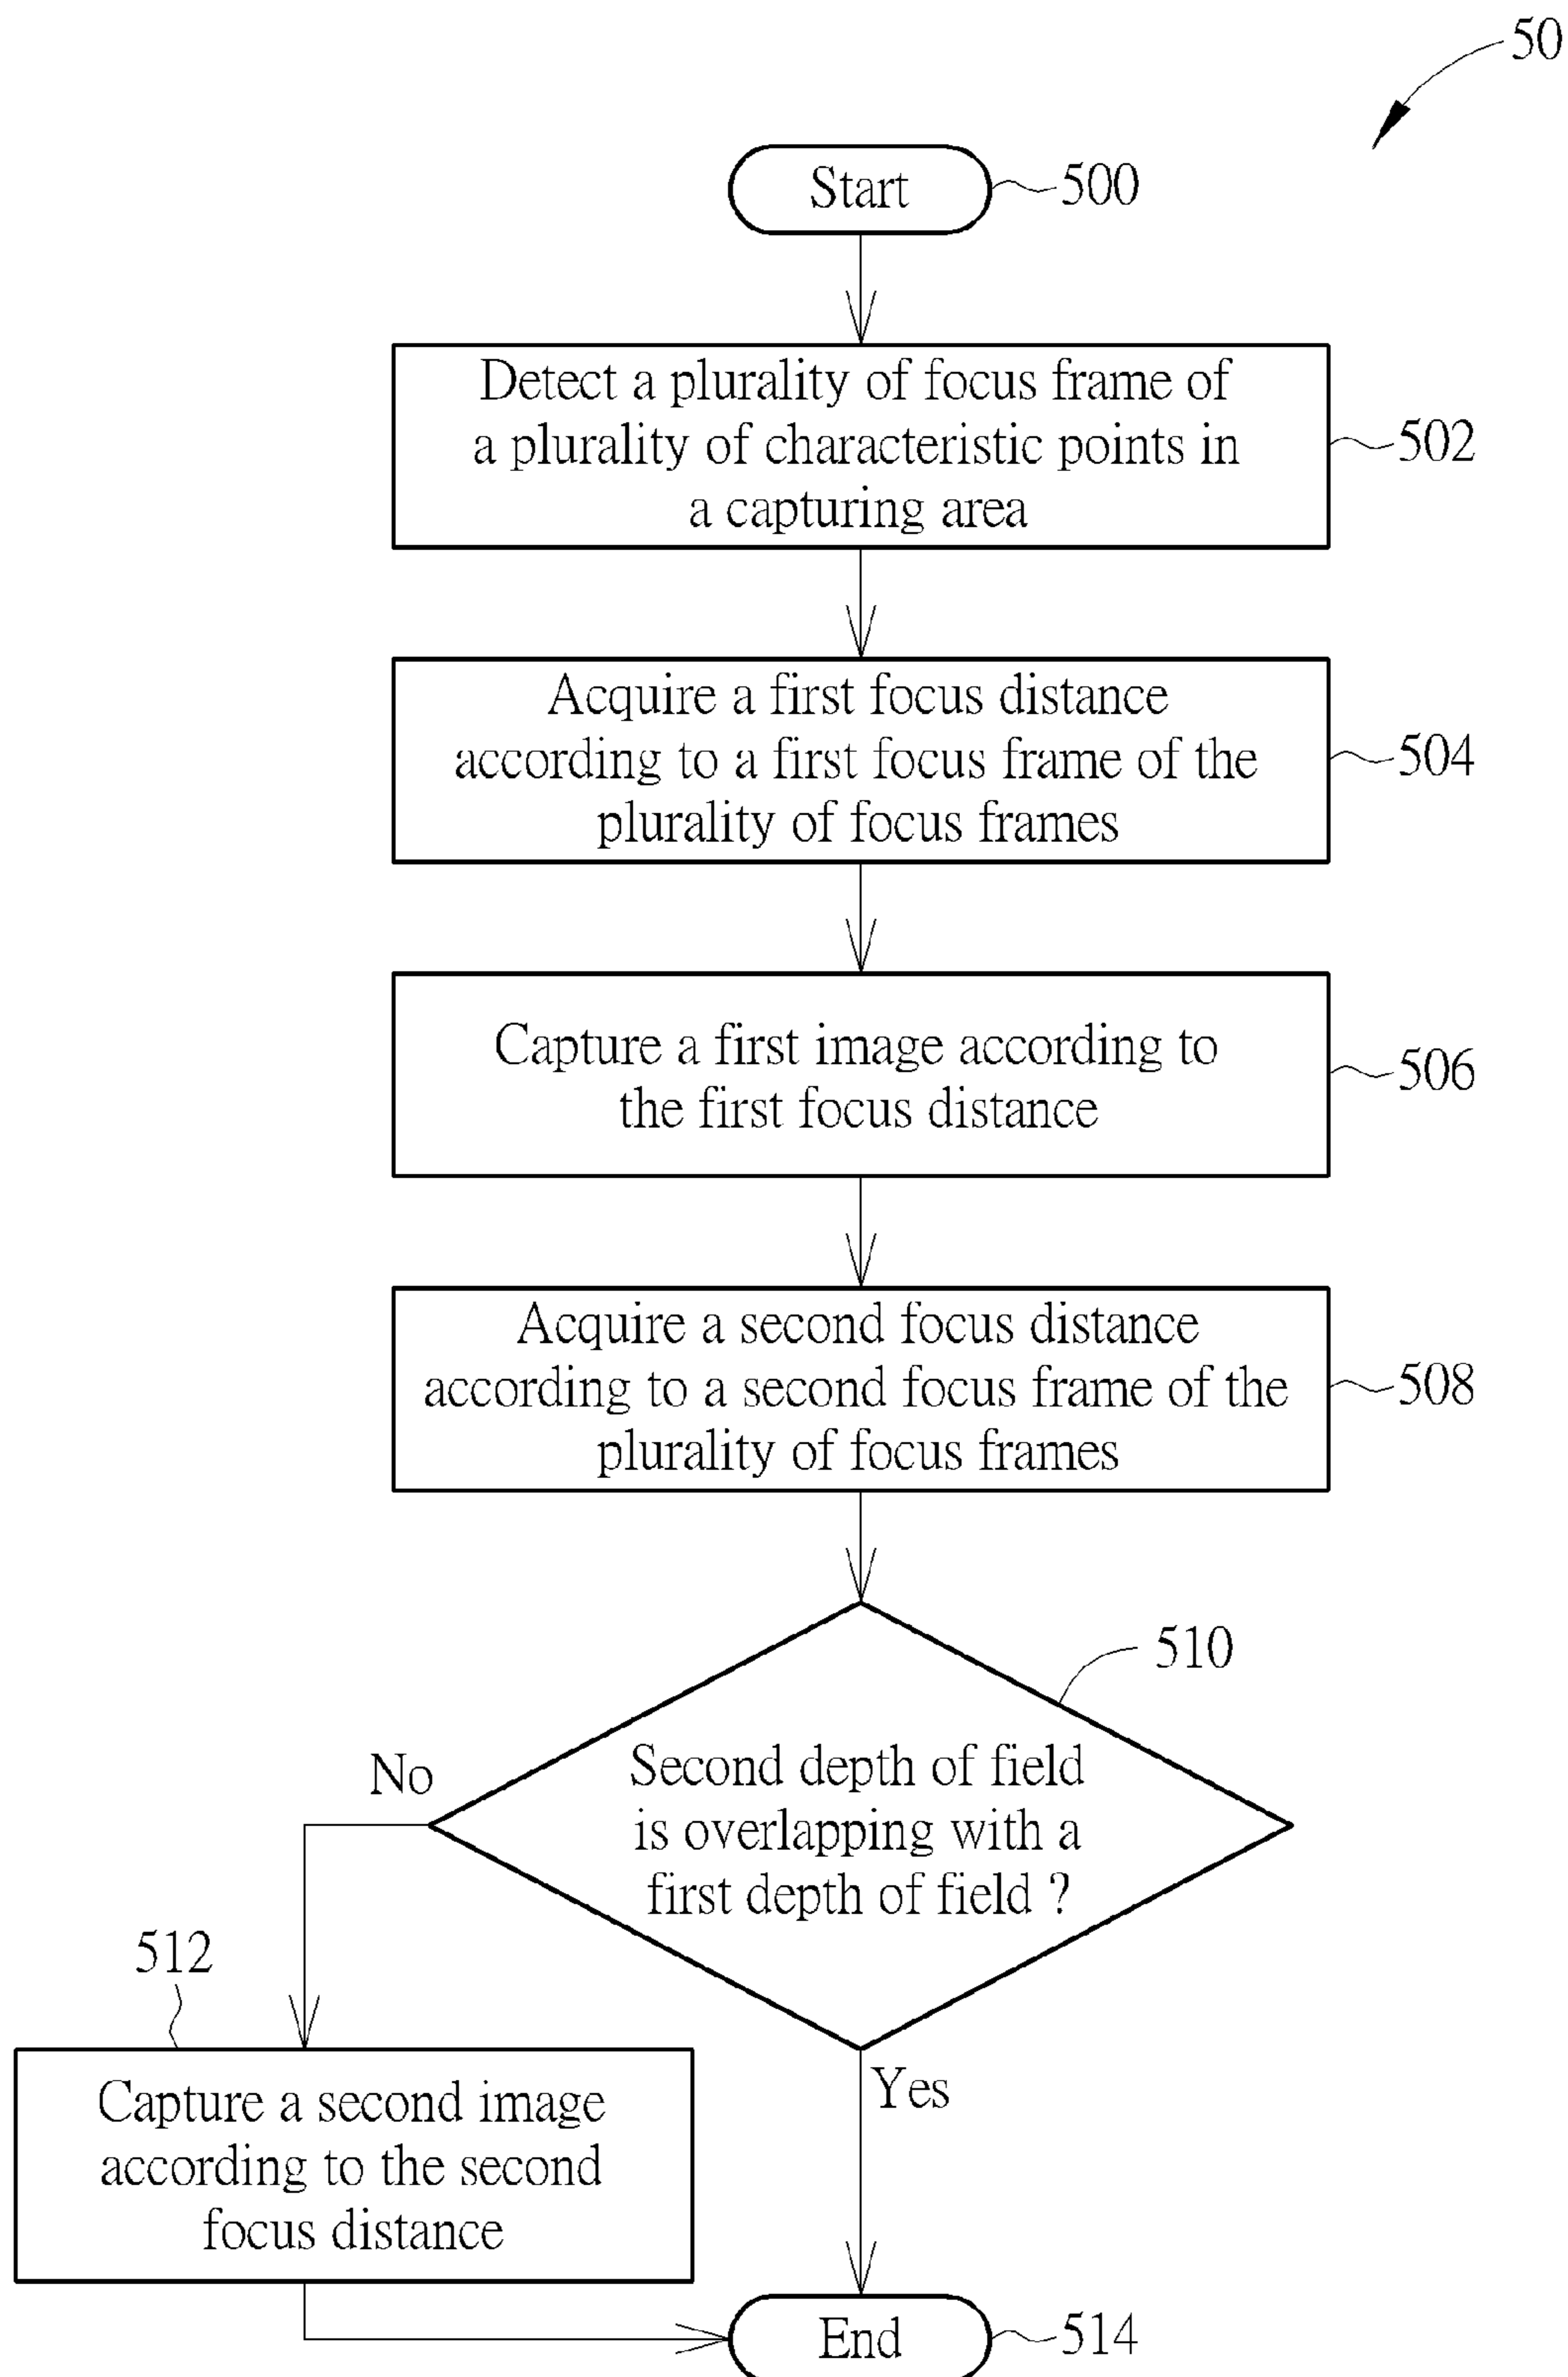 50
Start
500
Detect a plurality of focus frame of
a plurality of characteristic points in
a capturing area
502
Acquire a first focus distance
according to a first focus frame of the
plurality of focus frames
504
Capture a first image according to
the first focus distance
506
Acquire a second focus distance
according to a second focus frame of the
plurality of focus frames
508
510
Second depth of field
is overlapping with a
first depth of field ?
No
512
Yes
Capture a second image
according to the second
focus distance
End
514